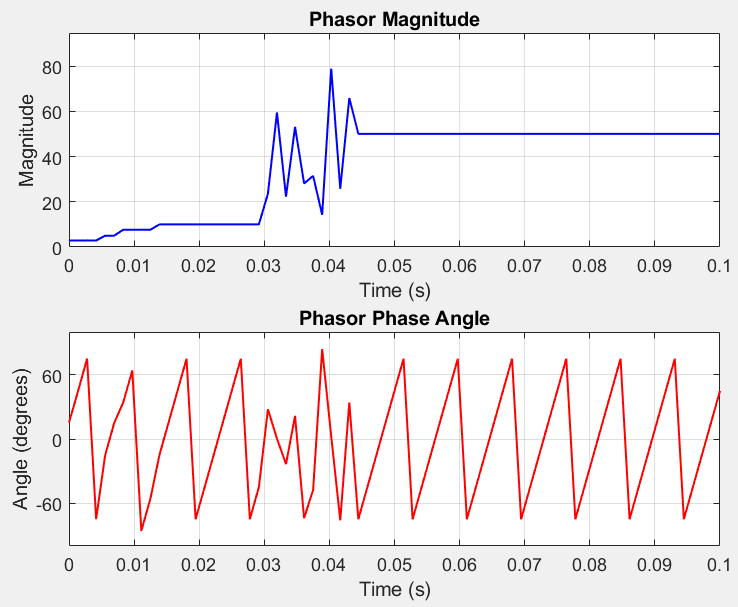 Phasor Magnitude
Magnitude
80
60
40
20
0
0 0.01 0.02 0.03 0.04 0.05 0.06 0.07 0.08 0.09 0.1
Time (s)
Phasor Phase Angle
Angle (degrees)
60
0
-60
0 0.01 0.02 0.03 0.04 0.05 0.06 0.07 0.08 0.09 0.1
Time (s)